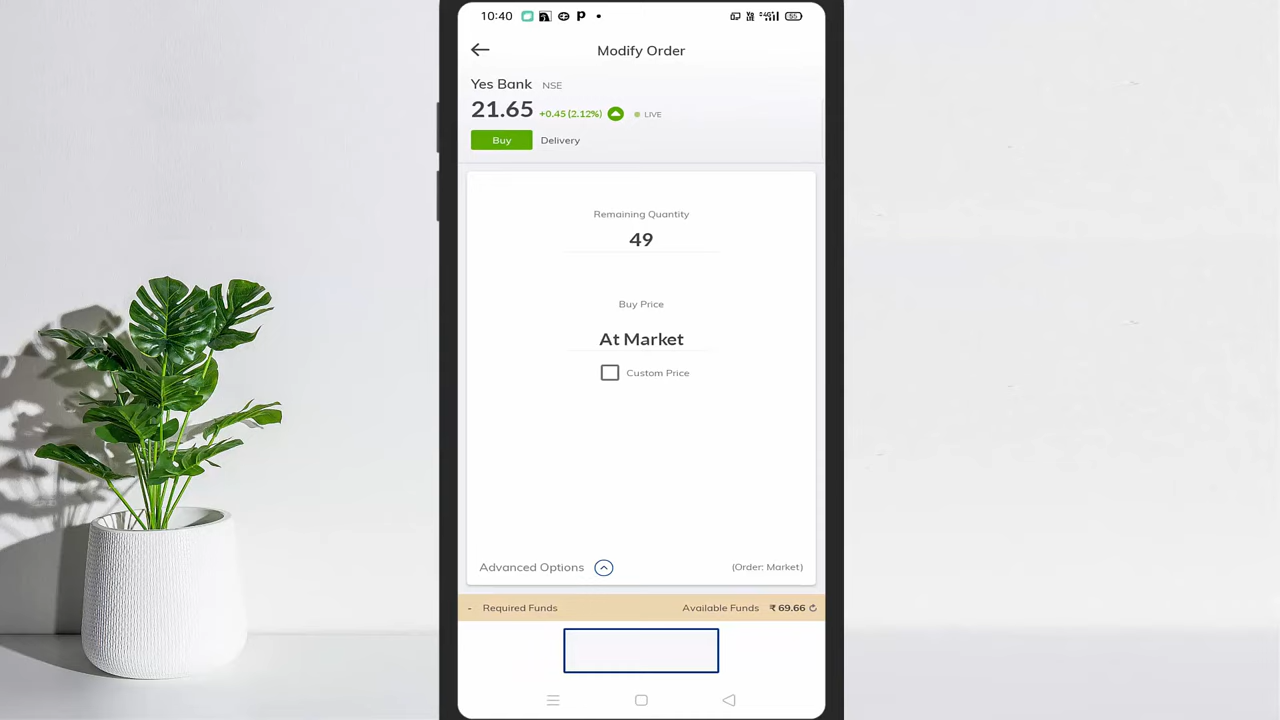 10:40
55
Modify Order
Yes Bank NSE
21.65 +0.45 (2.12%) LIVE
Buy Delivery
Remaining Quantity
49
Buy Price
At Market
Custom Price
Advanced Options (Order: Market)
- Required Funds Available Funds ₹ 69.66